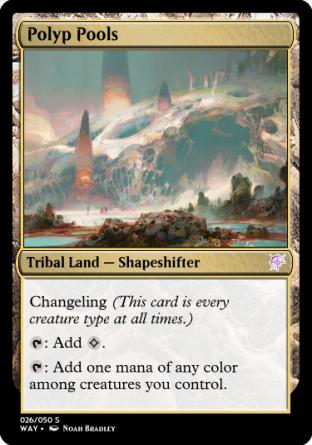 Polyp Pools
Tribal Land — Shapeshifter
Changeling (This card is every
creature type at all times.)
: Add .
: Add one mana of any color
among creatures you control.
026/050 S
WAY • Noah Bradley